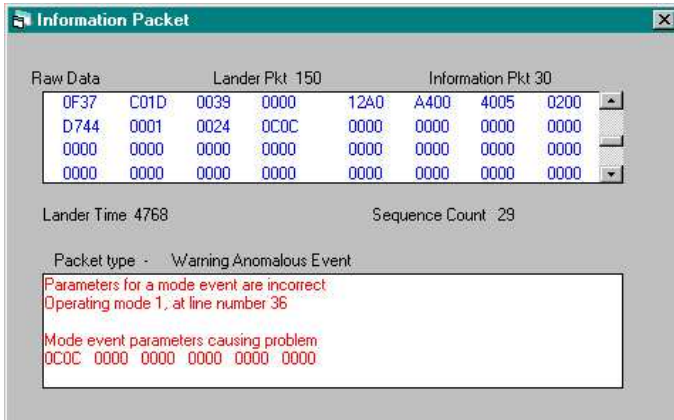 Information Packet
Raw Data Lander Pkt 150 Information Pkt 30
0F37 C01D 0039 0000 12A0 A400 4005 0200
D744 0001 0024 0C0C 0000 0000 0000 0000
0000 0000 0000 0000 0000 0000 0000 0000
0000 0000 0000 0000 0000 0000 0000 0000
Lander Time 4768 Sequence Count 29
Packet type - Warning Anomalous Event
Parameters for a mode event are incorrect
Operating mode 1, at line number 36
Mode event parameters causing problem
0C0C 0000 0000 0000 0000 0000